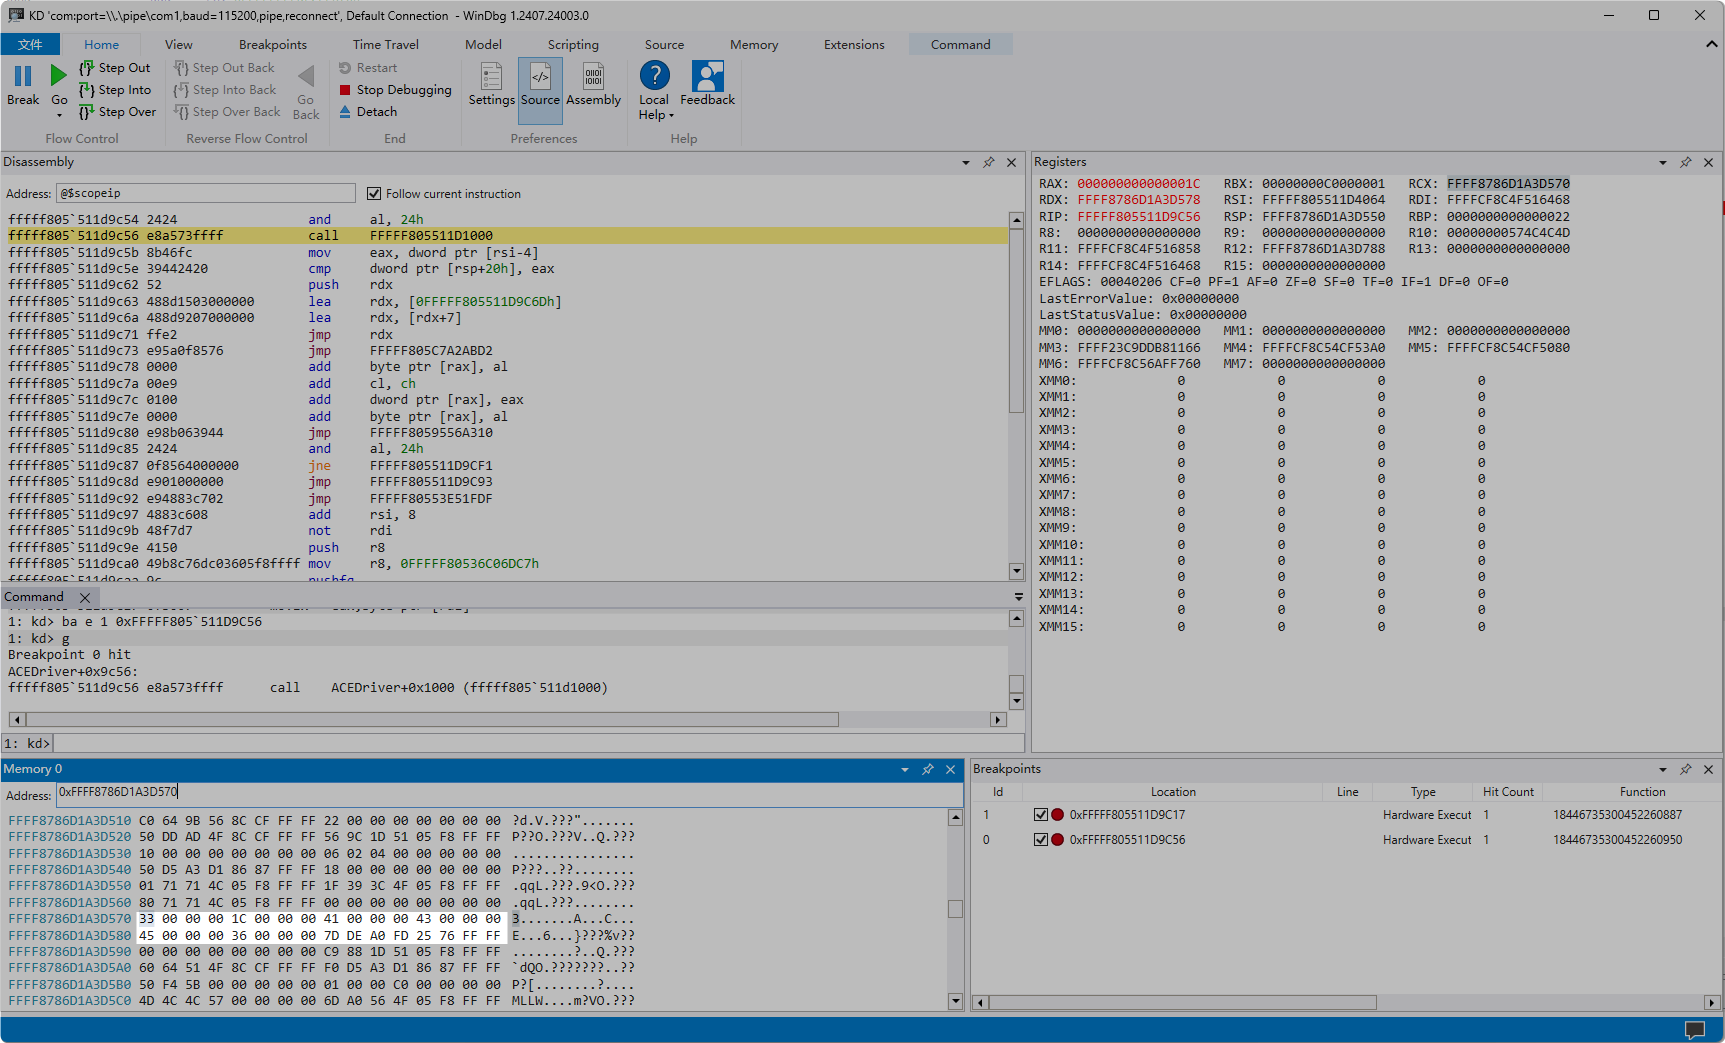 KD 'com:port=\\.\pipe\com1,baud=115200,pipe,reconnect', Default Connection - WinDbg 1.2407.24003.0
文件 Home View Breakpoints Time Travel Model Scripting Source Memory Extensions Command
Break
Go
Step Out
Step Into
Step Over
Flow Control
Step Out Back
Step Into Back
Step Over Back
Go Back
Reverse Flow Control
Restart
Stop Debugging
Detach
End
Settings Source Assembly
Preferences
Local Help
Feedback
Help
Disassembly
Address: @$scopeip Follow current instruction
fffff805`511d9c54 2424 and al, 24h
fffff805`511d9c56 e8a573ffff call FFFFF805511D1000
fffff805`511d9c5b 8b46fc mov eax, dword ptr [rsi-4]
fffff805`511d9c5e 39442420 cmp dword ptr [rsp+20h], eax
fffff805`511d9c62 52 push rdx
fffff805`511d9c63 488d1503000000 lea rdx, [0FFFFF805511D9C6Dh]
fffff805`511d9c6a 488d9207000000 lea rdx, [rdx+7]
fffff805`511d9c71 ffe2 jmp rdx
fffff805`511d9c73 e95a0f8576 jmp FFFFF805C7A2ABD2
fffff805`511d9c78 0000 add byte ptr [rax], al
fffff805`511d9c7a 00e9 add cl, ch
fffff805`511d9c7c 0100 add dword ptr [rax], eax
fffff805`511d9c7e 0000 add byte ptr [rax], al
fffff805`511d9c80 e98b063944 jmp FFFFF8059556A310
fffff805`511d9c85 2424 and al, 24h
fffff805`511d9c87 0f8564000000 jne FFFFF805511D9CF1
fffff805`511d9c8d e901000000 jmp FFFFF805511D9C93
fffff805`511d9c92 e94883c702 jmp FFFFF80553E51FDF
fffff805`511d9c97 4883c608 add rsi, 8
fffff805`511d9c9b 48f7d7 not rdi
fffff805`511d9c9e 4150 push r8
fffff805`511d9ca0 49b8c76dc03605f8ffff mov r8, 0FFFFF80536C06DC7h
fffff805`511d9caa 9c pushfq
Command
1: kd> ba e 1 0xFFFFF805`511D9C56
1: kd> g
Breakpoint 0 hit
ACEDriver+0x9c56:
fffff805`511d9c56 e8a573ffff call ACEDriver+0x1000 (fffff805`511d1000)
1: kd>
Registers
RAX: 000000000000001C RBX: 00000000C0000001 RCX: FFFF8786D1A3D570
RDX: FFFF8786D1A3D578 RSI: FFFFF805511D4064 RDI: FFFFCF8C4F516468
RIP: FFFFF805511D9C56 RSP: FFFF8786D1A3D550 RBP: 0000000000000022
R8: 0000000000000000 R9: 0000000000000000 R10: 00000000574C4C4D
R11: FFFFCF8C4F516858 R12: FFFF8786D1A3D788 R13: 0000000000000000
R14: FFFFCF8C4F516468 R15: 0000000000000000
EFLAGS: 00040206 CF=0 PF=1 AF=0 ZF=0 SF=0 TF=0 IF=1 DF=0 OF=0
LastErrorValue: 0x00000000
LastStatusValue: 0x00000000
MM0: 0000000000000000 MM1: 0000000000000000 MM2: 0000000000000000
MM3: FFFF23C9DDB81166 MM4: FFFFCF8C54CF53A0 MM5: FFFFCF8C54CF5080
MM6: FFFFCF8C56AFF760 MM7: 0000000000000000
XMM0: 0 0 0 0
XMM1: 0 0 0 0
XMM2: 0 0 0 0
XMM3: 0 0 0 0
XMM4: 0 0 0 0
XMM5: 0 0 0 0
XMM6: 0 0 0 0
XMM7: 0 0 0 0
XMM8: 0 0 0 0
XMM9: 0 0 0 0
XMM10: 0 0 0 0
XMM11: 0 0 0 0
XMM12: 0 0 0 0
XMM13: 0 0 0 0
XMM14: 0 0 0 0
XMM15: 0 0 0 0
Memory 0
Address: 0xFFFF8786D1A3D570
FFFF8786D1A3D510 C0 64 9B 56 8C CF FF FF 22 00 00 00 00 00 00 00 ?d.V.???".......
FFFF8786D1A3D520 50 DD AD 4F 8C CF FF FF 56 9C 1D 51 05 F8 FF FF P??O.???V..Q.???
FFFF8786D1A3D530 10 00 00 00 00 00 00 00 06 02 04 00 00 00 00 00 ................
FFFF8786D1A3D540 50 D5 A3 D1 86 87 FF FF 18 00 00 00 00 00 00 00 P???..??........
FFFF8786D1A3D550 01 71 71 4C 05 F8 FF FF 1F 39 3C 4F 05 F8 FF FF .qqL.???.9<O.???
FFFF8786D1A3D560 80 71 71 4C 05 F8 FF FF 00 00 00 00 00 00 00 00 .qqL.???........
FFFF8786D1A3D570 33 00 00 00 1C 00 00 00 41 00 00 00 43 00 00 00 3.......A...C...
FFFF8786D1A3D580 45 00 00 00 36 00 00 00 7D DE A0 FD 25 76 FF FF E...6...}???%v??
FFFF8786D1A3D590 00 00 00 00 00 00 00 00 C9 88 1D 51 05 F8 FF FF ........?..Q.???
FFFF8786D1A3D5A0 60 64 51 4F 8C CF FF FF F0 D5 A3 D1 86 87 FF FF `dQO.???????..??
FFFF8786D1A3D5B0 50 F4 5B 00 00 00 00 00 01 00 00 C0 00 00 00 00 P?[........?....
FFFF8786D1A3D5C0 4D 4C 4C 57 00 00 00 00 6D A0 56 4F 05 F8 FF FF MLLW....m?VO.???
Breakpoints
Id Location Line Type Hit Count Function
1 0xFFFFF805511D9C17 Hardware Execut 1 18446735300452260887
0 0xFFFFF805511D9C56 Hardware Execut 1 18446735300452260950